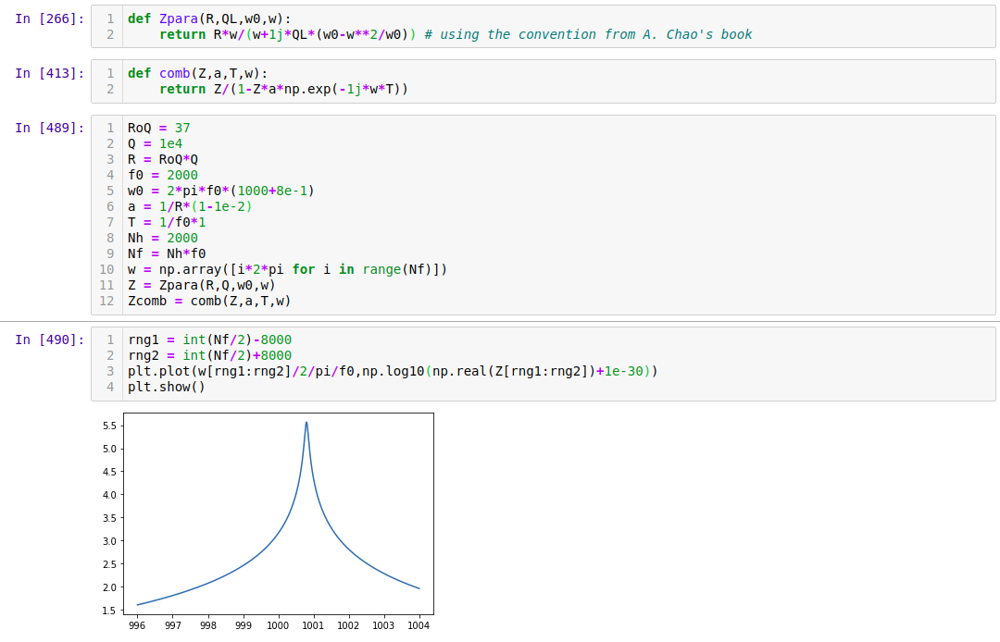 In [266]:
1 def Zpara(R,QL,w0,w):
2     return R*w/(w+1j*QL*(w0-w**2/w0)) # using the convention from A. Chao's book
In [413]:
1 def comb(Z,a,T,w):
2     return Z/(1-Z*a*np.exp(-1j*w*T))
In [489]:
1 RoQ = 37
2 Q = 1e4
3 R = RoQ*Q
4 f0 = 2000
5 w0 = 2*pi*f0*(1000+8e-1)
6 a = 1/R*(1-1e-2)
7 T = 1/f0*1
8 Nh = 2000
9 Nf = Nh*f0
10 w = np.array([i*2*pi for i in range(Nf)])
11 Z = Zpara(R,Q,w0,w)
12 Zcomb = comb(Z,a,T,w)
In [490]:
1 rng1 = int(Nf/2)-8000
2 rng2 = int(Nf/2)+8000
3 plt.plot(w[rng1:rng2]/2/pi/f0,np.log10(np.real(Z[rng1:rng2])+1e-30))
4 plt.show()
5.5
5.0
4.5
4.0
3.5
3.0
2.5
2.0
1.5
996 997 998 999 1000 1001 1002 1003 1004